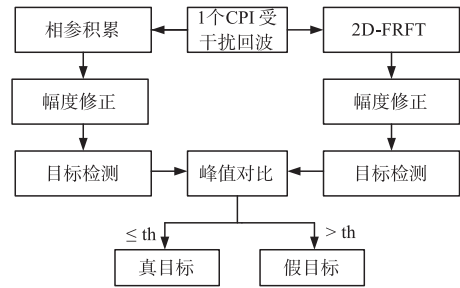 相参积累
1个CPI 受
干扰回波
2D-FRFT
幅度修正
幅度修正
目标检测
峰值对比
目标检测
≤ th
> th
真目标
假目标